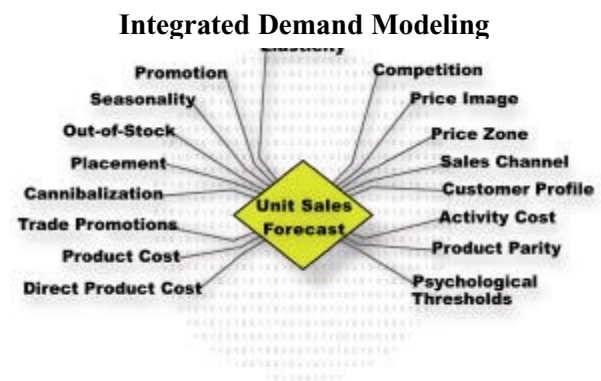 Integrated Demand Modeling
Elasticity
Promotion
Seasonality
Out-of-Stock
Placement
Cannibalization
Trade Promotions
Product Cost
Direct Product Cost
Unit Sales
Forecast
Competition
Price Image
Price Zone
Sales Channel
Customer Profile
Activity Cost
Product Parity
Psychological
Thresholds